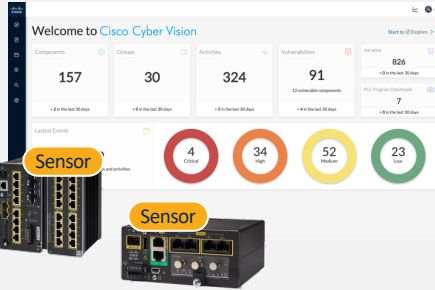 CISCO
Welcome to Cisco Cyber Vision
Start to Explore >
Components
157
+ 2 in the last 30 days
Groups
30
+ 0 in the last 30 days
Activities
324
+ 5 in the last 30 days
Vulnerabilities
91
12 vulnerable components
+ 4 in the last 30 days
Variables
826
+ 0 in the last 30 days
PLC Program Downloads
7
+ 0 in the last 30 days
Lastest Events
and activities
4
Critical
34
High
52
Medium
23
Low
Sensor
Sensor